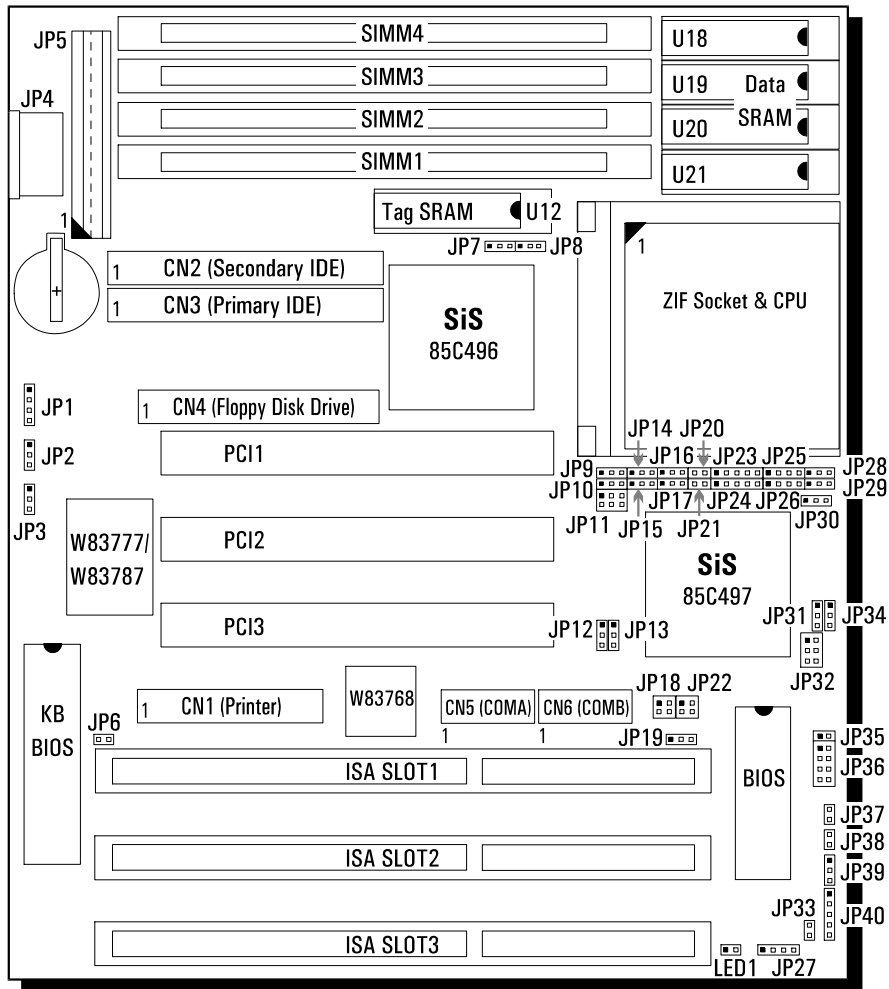 JP5
SIMM4
U18
SIMM3
U19
Data
SRAM
JP4
SIMM2
U20
SIMM1
U21
Tag SRAM
U12
1
JP7
JP8
1
ZIF Socket & CPU
1 CN2 (Secondary IDE)
1 CN3 (Primary IDE)
+
SiS
85C496
JP1
1 CN4 (Floppy Disk Drive)
JP2
PCI1
JP14 JP20
JP9 JP16 JP23 JP25 JP28
JP10 JP17 JP24 JP26 JP29
JP11 JP15 JP21 JP30
JP3
W83777/
W83787
PCI2
SiS
85C497
PCI3
JP12
JP13
JP31
JP34
JP32
KB
BIOS
JP6
1 CN1 (Printer)
W83768
CN5 (COMA)
1
CN6 (COMB)
1
JP18 JP22
JP19
BIOS
JP35
JP36
ISA SLOT1
JP37
JP38
ISA SLOT2
JP39
JP33
JP40
ISA SLOT3
LED1 JP27